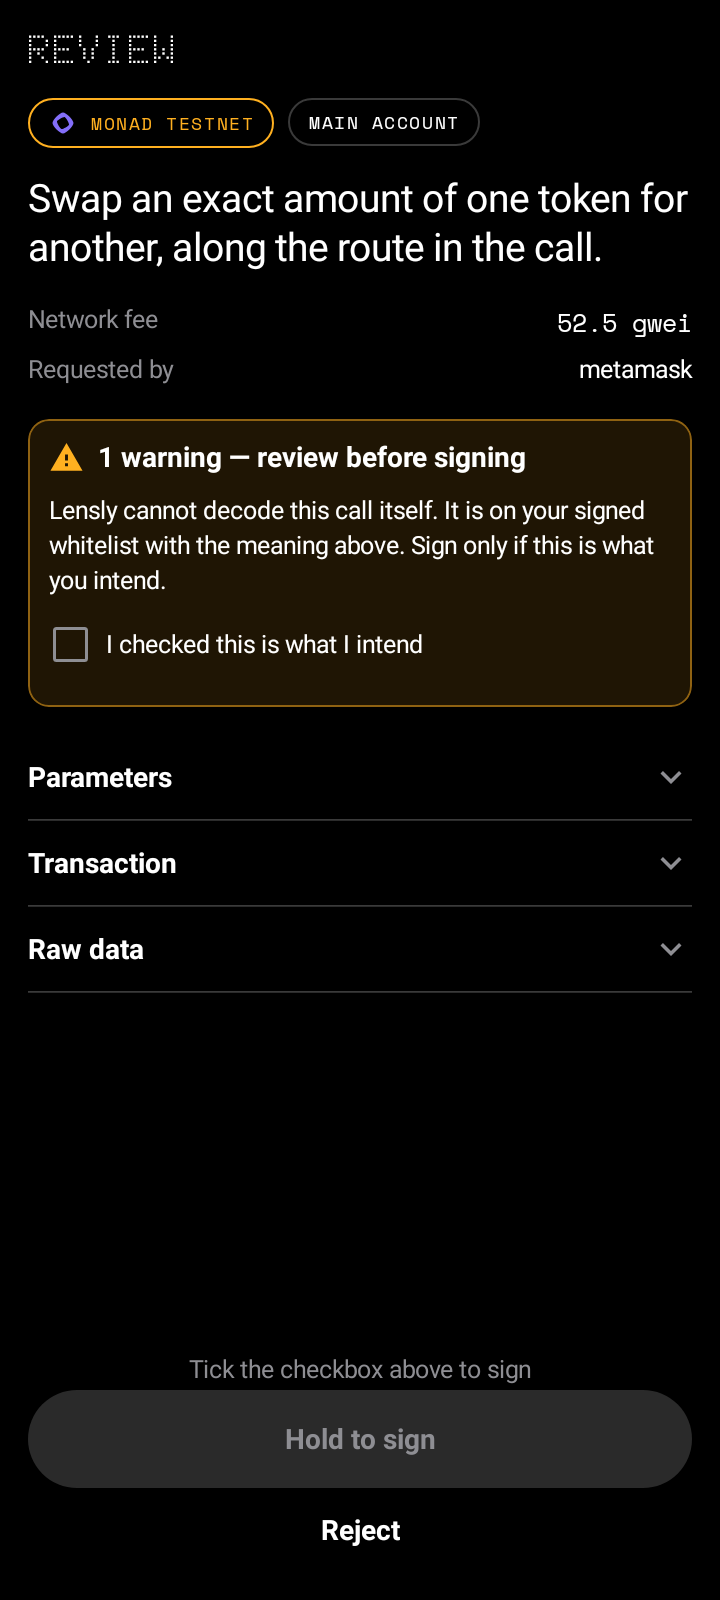 REVIEW
MONAD TESTNET
MAIN ACCOUNT
Swap an exact amount of one token for
another, along the route in the call.
Network fee
52.5 gwei
Requested by
metamask
1 warning — review before signing
Lensly cannot decode this call itself. It is on your signed
whitelist with the meaning above. Sign only if this is what
you intend.
I checked this is what I intend
Parameters
Transaction
Raw data
Tick the checkbox above to sign
Hold to sign
Reject